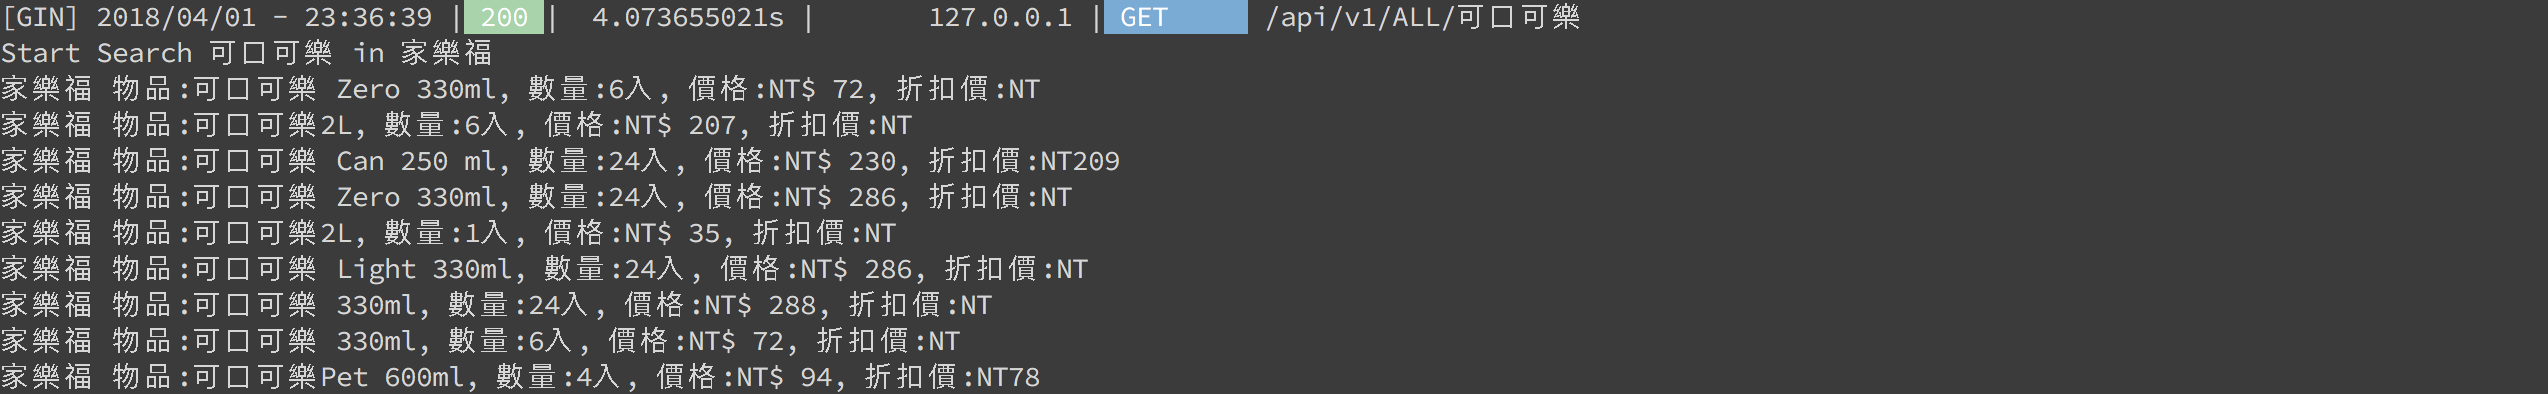 [GIN] 2018/04/01 - 23:36:39 | 200 |  4.073655021s |       127.0.0.1 | GET      /api/v1/ALL/可口可樂
Start Search 可口可樂 in 家樂福
家樂福 物品:可口可樂 Zero 330ml, 數量:6入, 價格:NT$ 72, 折扣價:NT
家樂福 物品:可口可樂2L, 數量:6入, 價格:NT$ 207, 折扣價:NT
家樂福 物品:可口可樂 Can 250 ml, 數量:24入, 價格:NT$ 230, 折扣價:NT209
家樂福 物品:可口可樂 Zero 330ml, 數量:24入, 價格:NT$ 286, 折扣價:NT
家樂福 物品:可口可樂2L, 數量:1入, 價格:NT$ 35, 折扣價:NT
家樂福 物品:可口可樂 Light 330ml, 數量:24入, 價格:NT$ 286, 折扣價:NT
家樂福 物品:可口可樂 330ml, 數量:24入, 價格:NT$ 288, 折扣價:NT
家樂福 物品:可口可樂 330ml, 數量:6入, 價格:NT$ 72, 折扣價:NT
家樂福 物品:可口可樂Pet 600ml, 數量:4入, 價格:NT$ 94, 折扣價:NT78